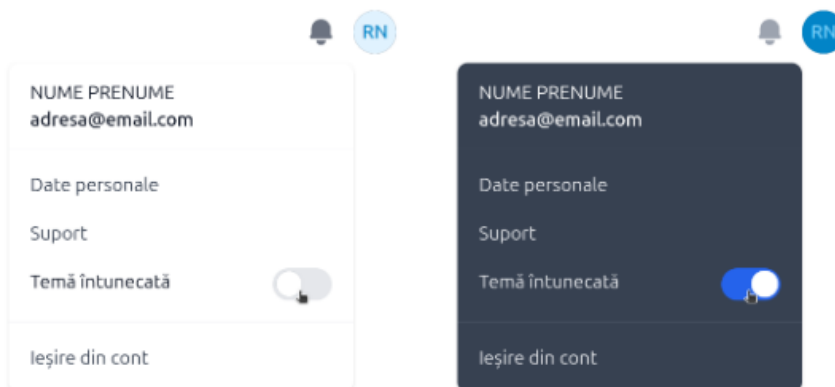 RN
NUME PRENUME
adresa@email.com
Date personale
Suport
Temă întunecată
Ieșire din cont
RN
NUME PRENUME
adresa@email.com
Date personale
Suport
Temă întunecată
Ieșire din cont